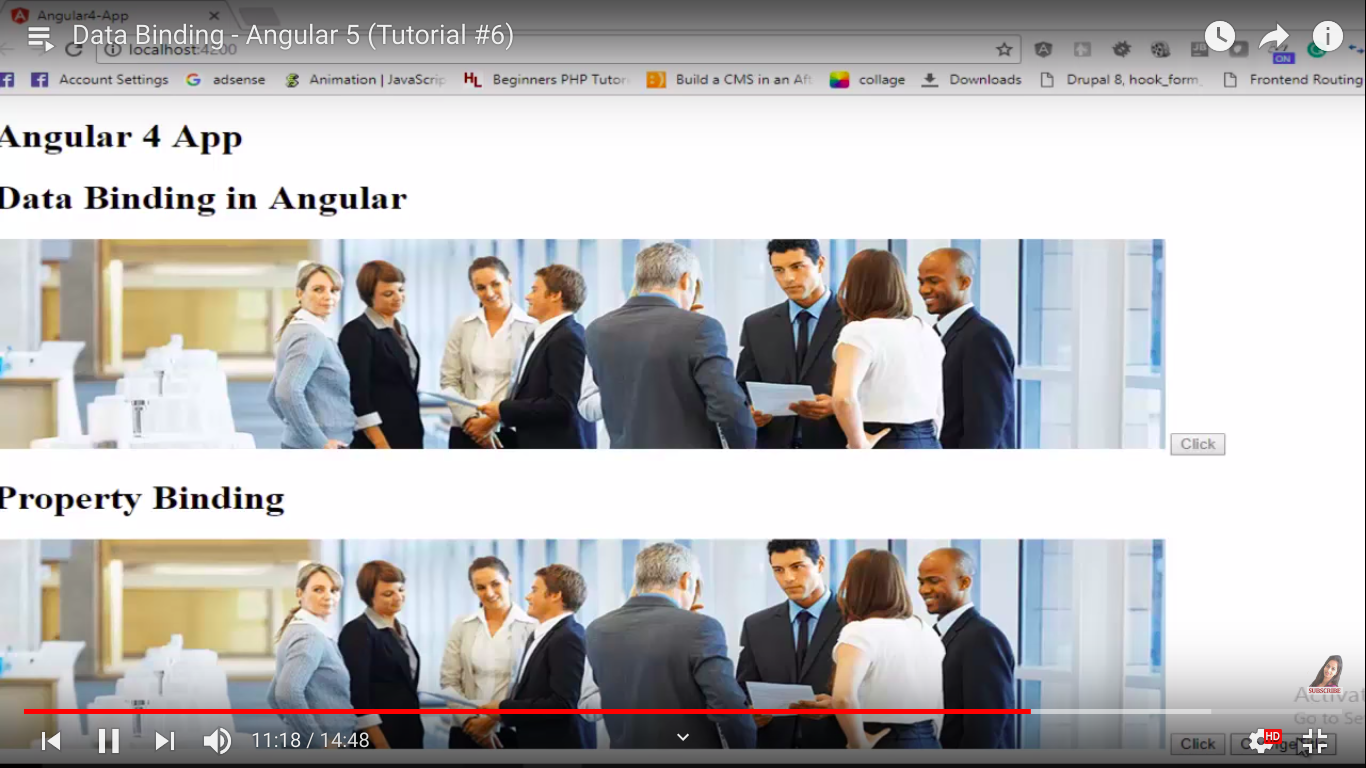 Angular4-App
Data Binding - Angular 5 (Tutorial #6)
localhost:4200
Account Settings adsense Animation | JavaScrip Beginners PHP Tutor Build a CMS in an Aft collage Downloads Drupal 8, hook_form_ Frontend Routing
ON
Angular 4 App
Data Binding in Angular
Click
Property Binding
SUBSCRIBE
Activat
Go to Se
11:18 / 14:48
HD
Click